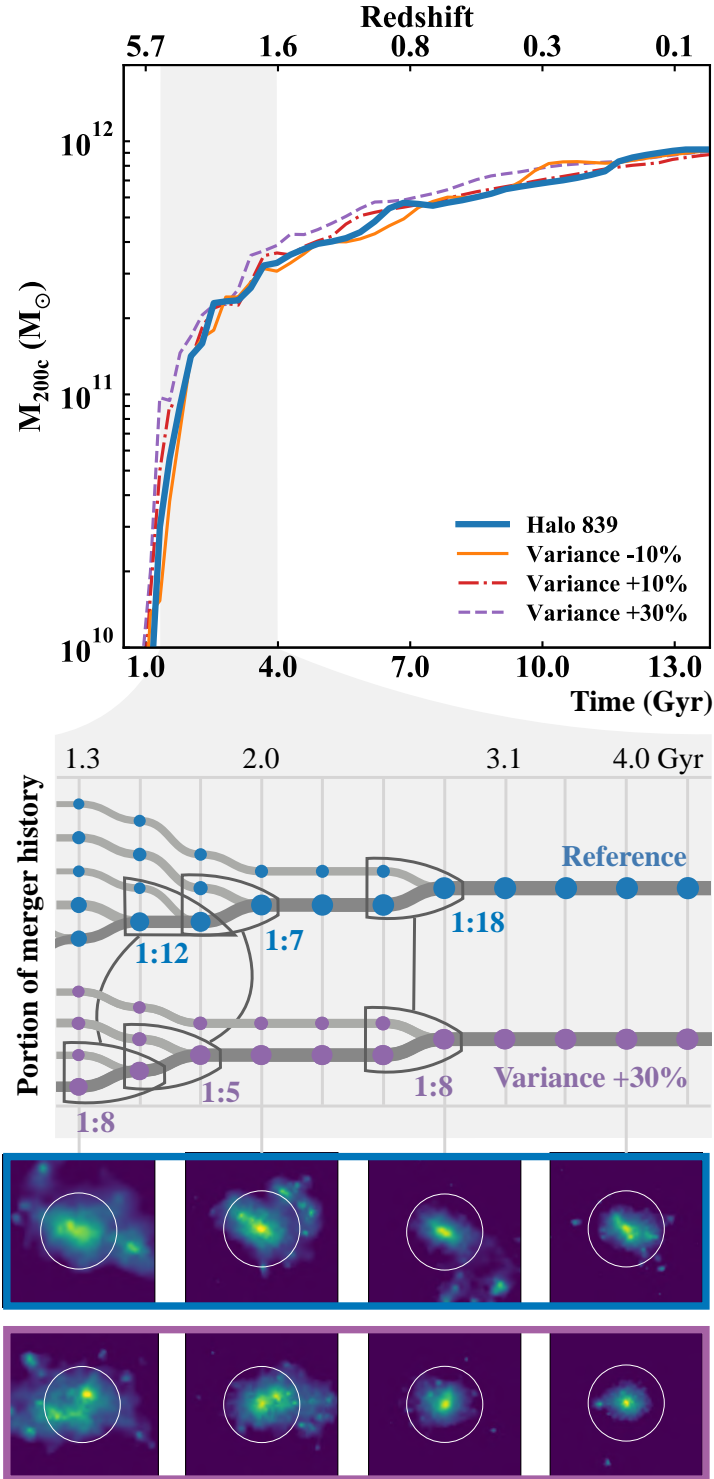 Redshift
5.7 1.6 0.8 0.3 0.1
10^12
10^11
10^10
M_200c (M_⊙)
Halo 839
Variance -10%
Variance +10%
Variance +30%
1.0 4.0 7.0 10.0 13.0
Time (Gyr)
1.3 2.0 3.1 4.0 Gyr
Portion of merger history
Reference
1:12 1:7 1:18
Variance +30%
1:8 1:5 1:8